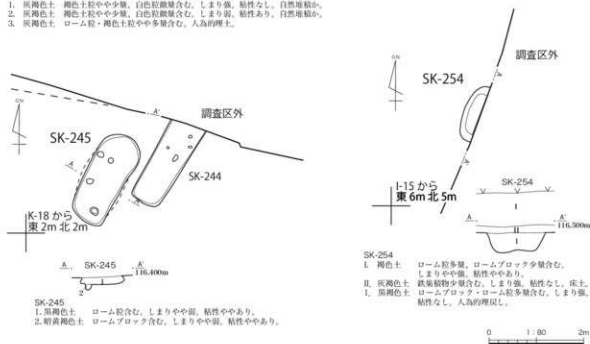 1. 灰褐色土 褐色土粒やや少量、白色粒微量含む。しまり強、粘性なし。自然堆積か。
2. 灰褐色土 褐色土粒やや少量、白色粒微量含む。しまり弱、粘性あり。自然堆積か。
3. 灰褐色土 ローム粒・褐色土粒やや多量含む。人為的埋土。
GN
調査区外
A'
SK-245
SK-244
A
K-18 から
東 2m 北 2m
A SK-245 A'
116.400m
2
SK-245
1. 黒褐色土 ローム粒含む。しまりやや弱、粘性ややあり。
2. 暗黄褐色土 ロームブロック含む。しまりやや弱、粘性ややあり。
GN
調査区外
A
SK-254
A'
I-15 から
東 6m 北 5m
SK-254
I
A A'
116.500m
II
1
SK-254
I. 褐色土 ローム粒多量、ロームブロック少量含む。
しまりやや強、粘性ややあり。
II. 灰褐色土 鉄集積物少量含む。しまり強、粘性なし。床土。
1. 黒褐色土 ロームブロック・ローム粒多量含む。しまり強、
粘性なし。人為的埋戻し。
0 1:80 2m